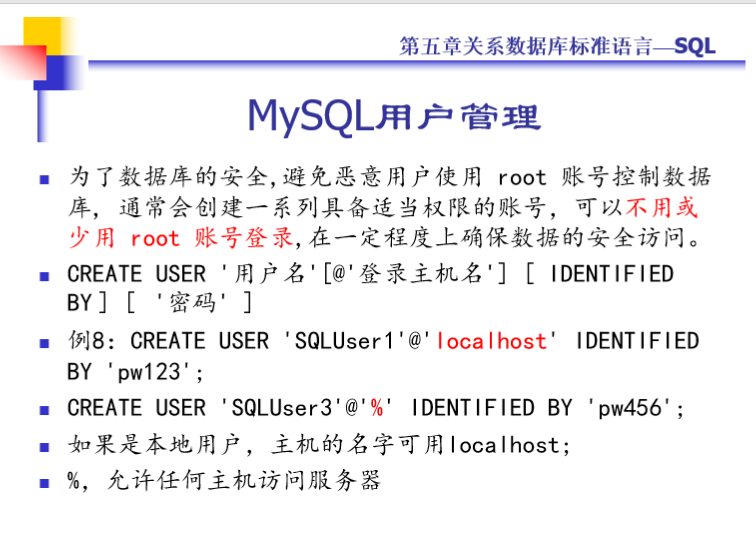 第五章关系数据库标准语言—SQL
MySQL用户管理
为了数据库的安全,避免恶意用户使用 root 账号控制数据
库, 通常会创建一系列具备适当权限的账号, 可以不用或
少用 root 账号登录,在一定程度上确保数据的安全访问。
CREATE USER '用户名'[@'登录主机名'] [ IDENTIFIED
BY] [ '密码' ]
例8: CREATE USER 'SQLUser1'@'localhost' IDENTIFIED
BY 'pw123';
CREATE USER 'SQLUser3'@'%' IDENTIFIED BY 'pw456';
如果是本地用户, 主机的名字可用localhost;
%, 允许任何主机访问服务器